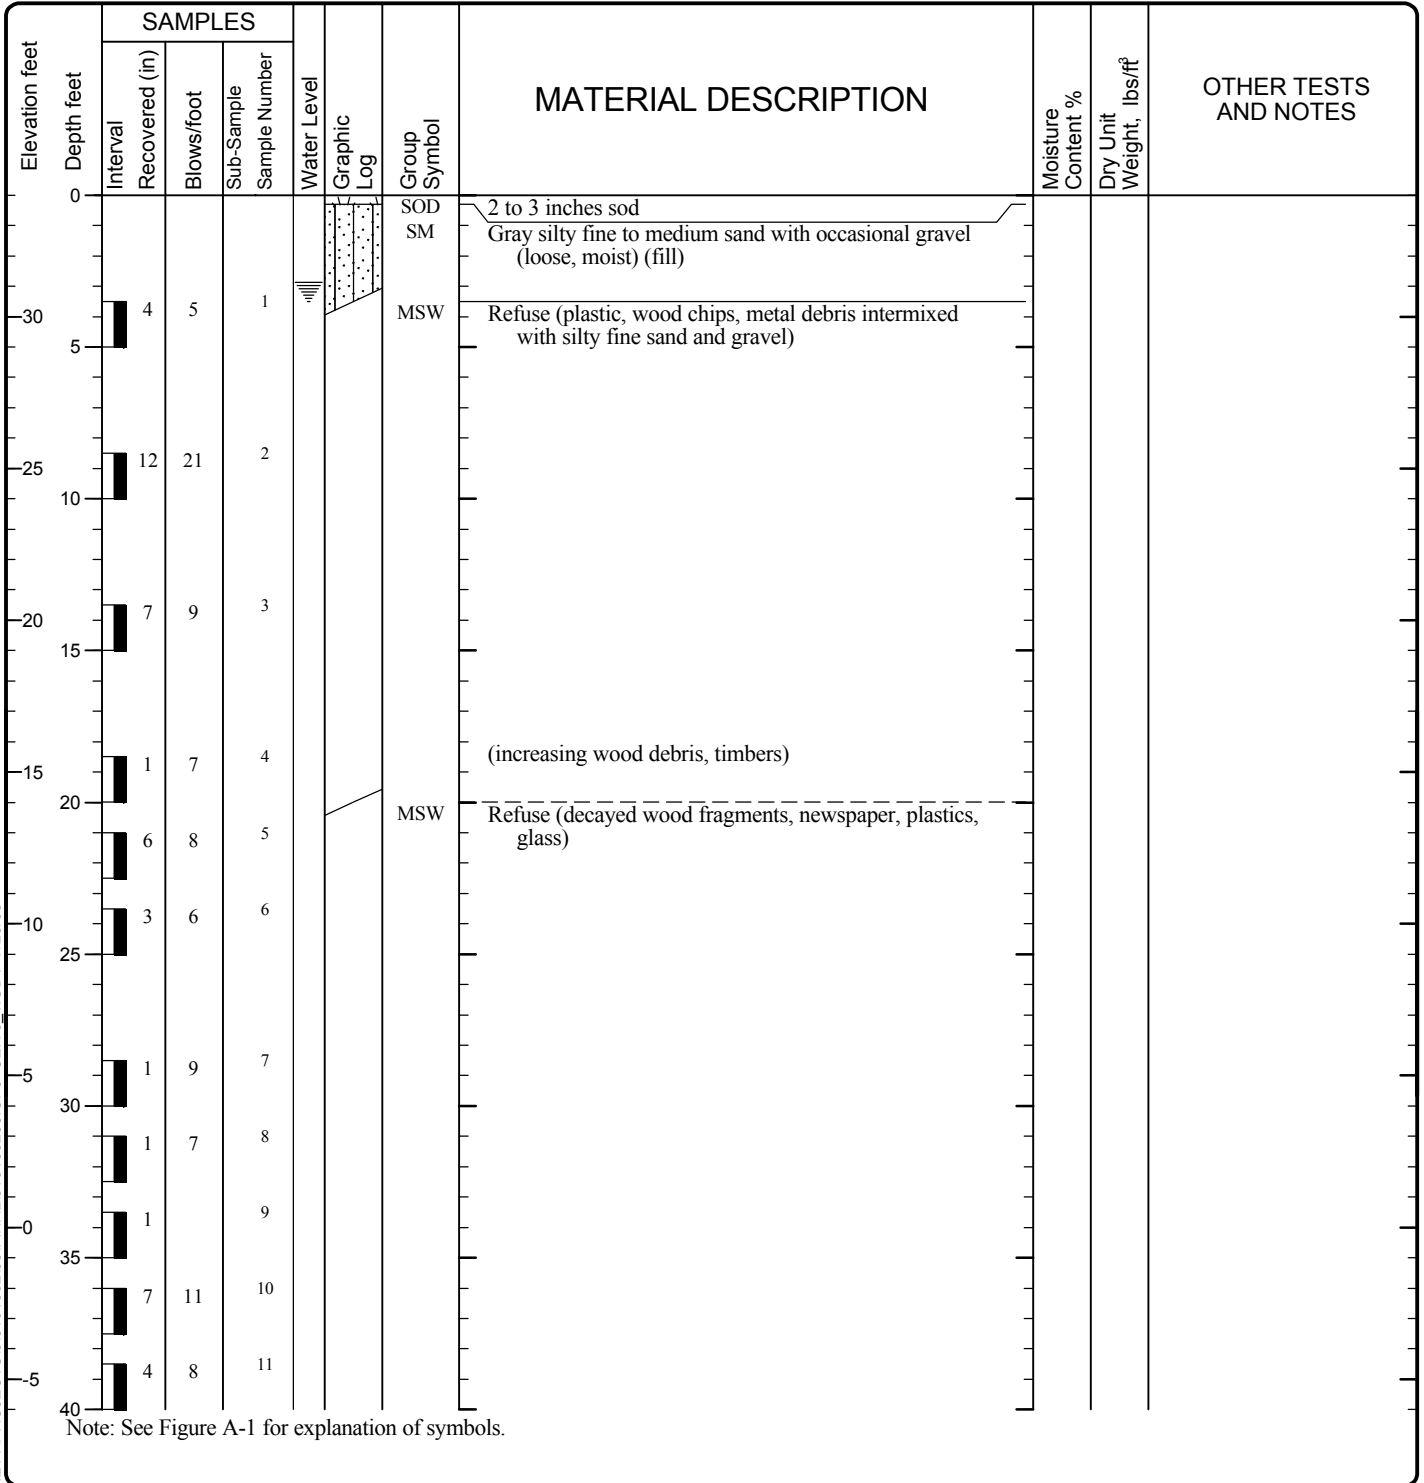 SAMPLES
Elevation feet
Depth feet
Interval
Recovered (in)
Blows/foot
Sub-Sample
Sample Number
Water Level
Graphic
Log
Group
Symbol
MATERIAL DESCRIPTION
Moisture
Content %
Dry Unit
Weight, lbs/ft³
OTHER TESTS
AND NOTES
0
SOD 2 to 3 inches sod
SM Gray silty fine to medium sand with occasional gravel
(loose, moist) (fill)
30 4 5 1 MSW Refuse (plastic, wood chips, metal debris intermixed
5 with silty fine sand and gravel)
25 12 21 2
10
20 7 9 3
15
15 1 7 4 (increasing wood debris, timbers)
20 MSW Refuse (decayed wood fragments, newspaper, plastics,
6 8 5 glass)
10 3 6 6
25
5 1 9 7
30
1 7 8
0 1 9
35
7 11 10
-5 4 8 11
40
Note: See Figure A-1 for explanation of symbols.